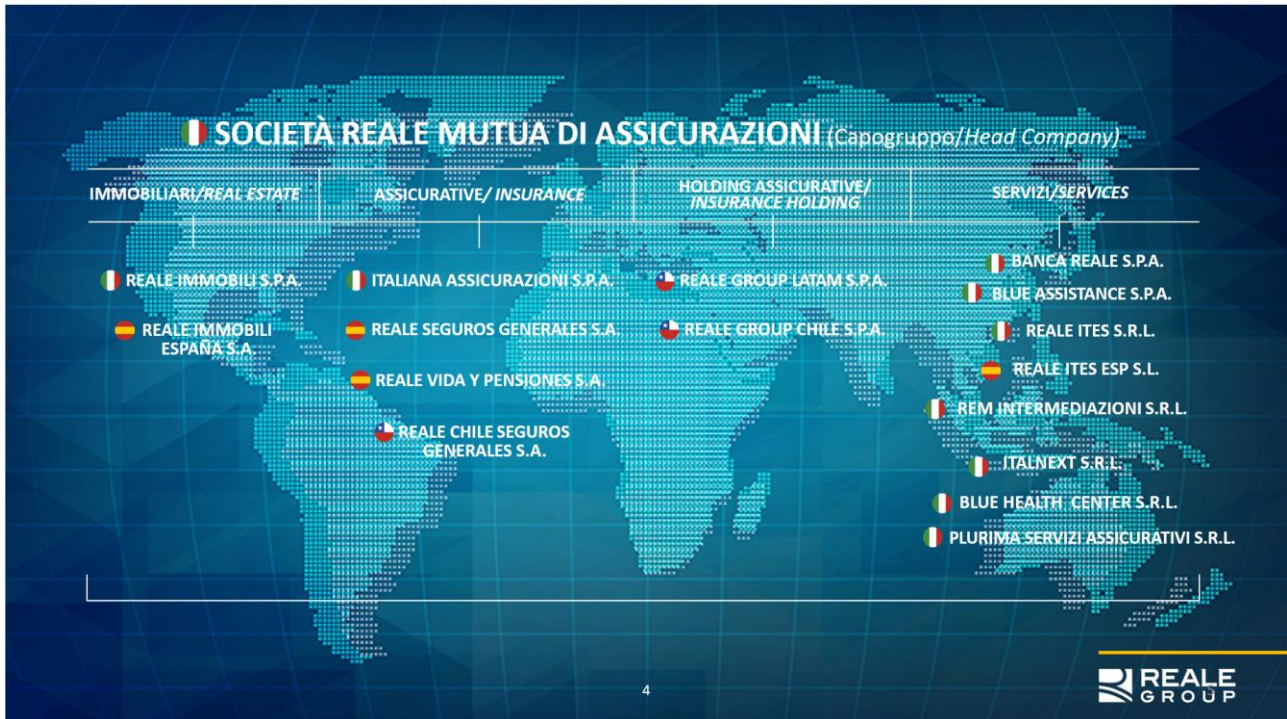 SOCIETÀ REALE MUTUA DI ASSICURAZIONI (Capogruppo/Head Company)
IMMOBILIARI/REAL ESTATE
ASSICURATIVE/ INSURANCE
HOLDING ASSICURATIVE/
INSURANCE HOLDING
SERVIZI/SERVICES
REALE IMMOBILI S.P.A.
REALE IMMOBILI
ESPAÑA S.A.
ITALIANA ASSICURAZIONI S.P.A.
REALE SEGUROS GENERALES S.A.
REALE VIDA Y PENSJONES S.A.
REALE CHILE SEGUROS
GENERALES S.A.
REALE GROUP LATAM S.P.A.
REALE GROUP CHILE S.P.A.
BANCA REALE S.P.A.
BLUE ASSISTANCE S.P.A.
REALE ITES S.R.L.
REALE ITES ESP S.L.
REM INTERMEDIAZIONI S.R.L.
ITALNEXT S.R.L.
BLUE HEALTH CENTER S.R.L.
PLURIMA SERVIZI ASSICURATIVI S.R.L.
4
REALE
GROUP